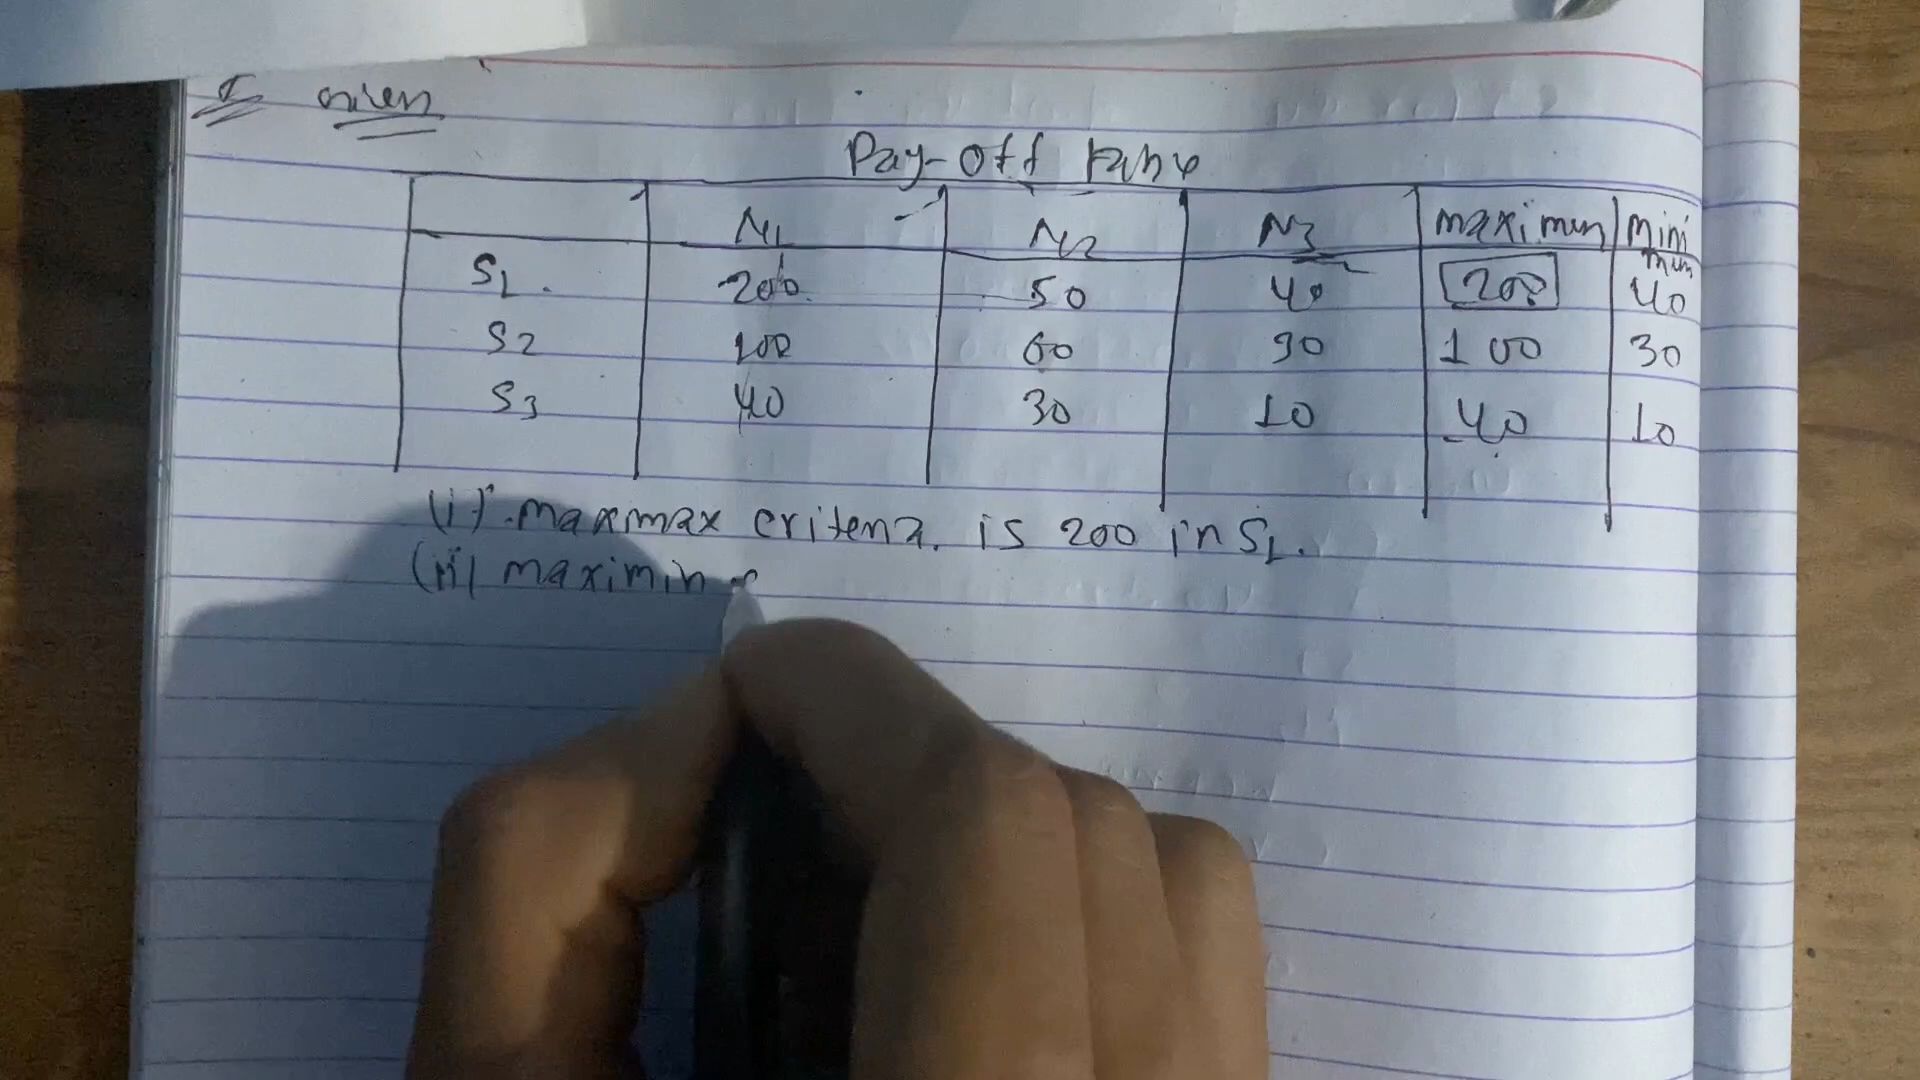 given
Pay-off table
N1 N2 N3 maximum minimum
S1. 200 50 40 200 40
S2 100 60 30 100 30
S3 40 30 10 40 10
(i) maxmax criteria. is 200 in S1.
(ii) maximin